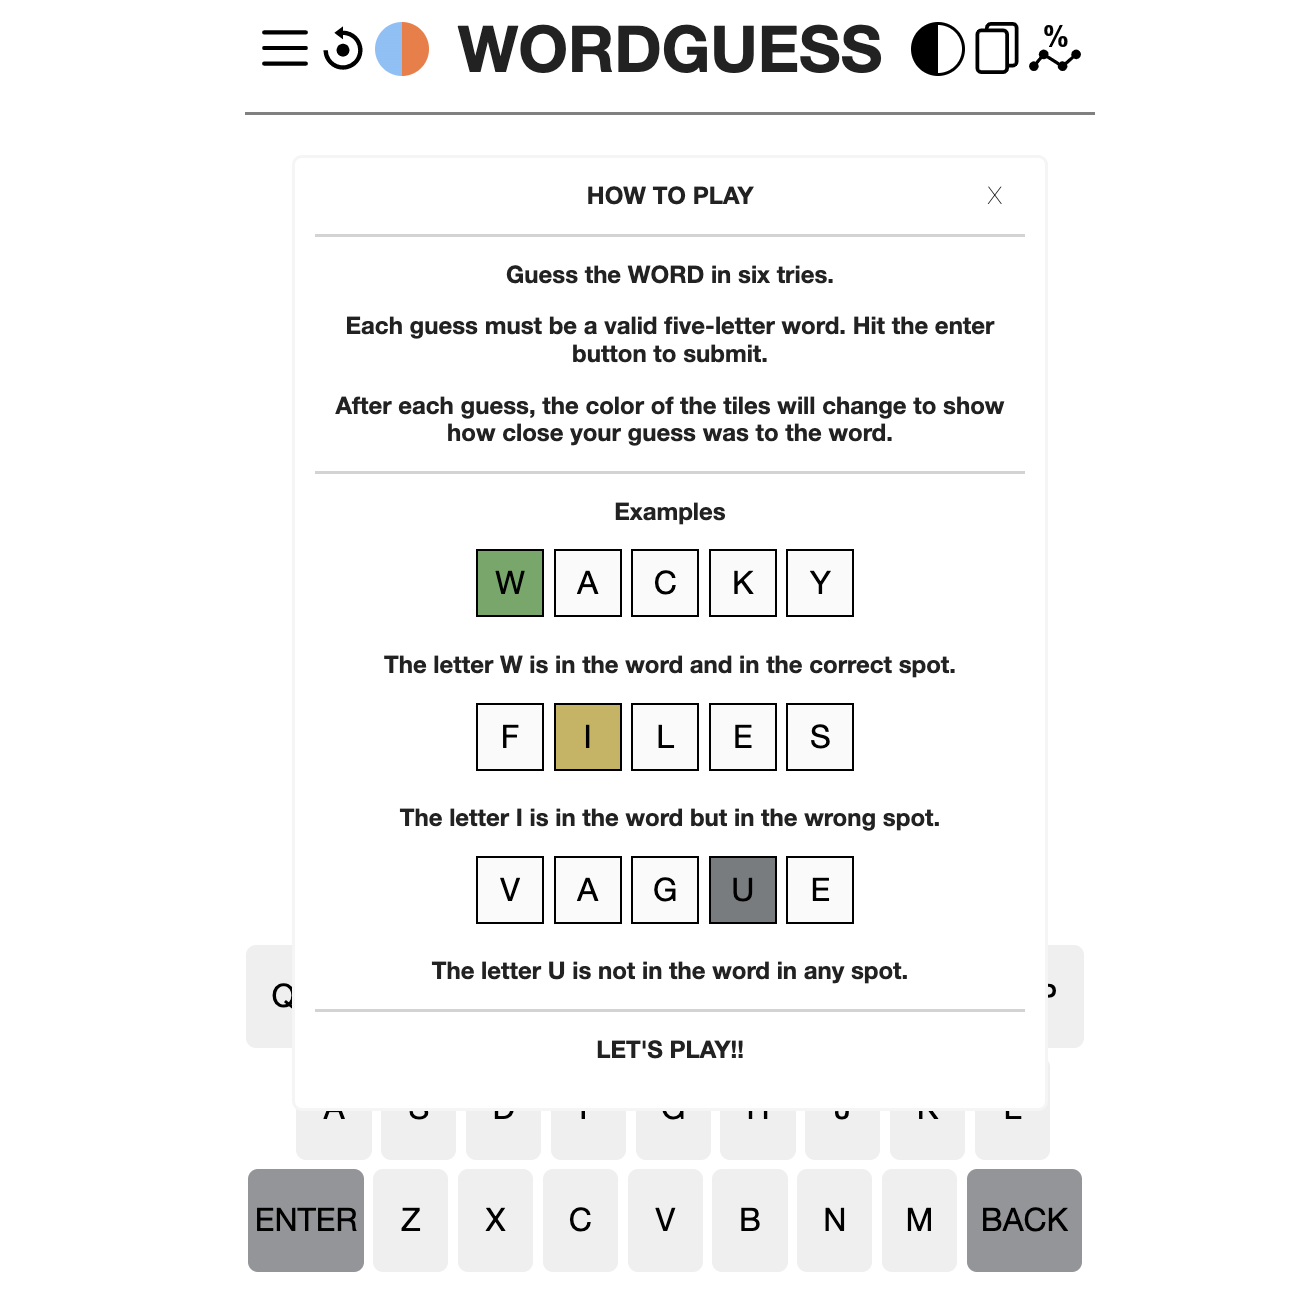 WORDGUESS
%
HOW TO PLAY
X
Guess the WORD in six tries.
Each guess must be a valid five-letter word. Hit the enter
button to submit.
After each guess, the color of the tiles will change to show
how close your guess was to the word.
Examples
W A C K Y
The letter W is in the word and in the correct spot.
F I L E S
The letter I is in the word but in the wrong spot.
V A G U E
The letter U is not in the word in any spot.
Q P
LET'S PLAY!!
A S D F G H J K L
ENTER Z X C V B N M BACK